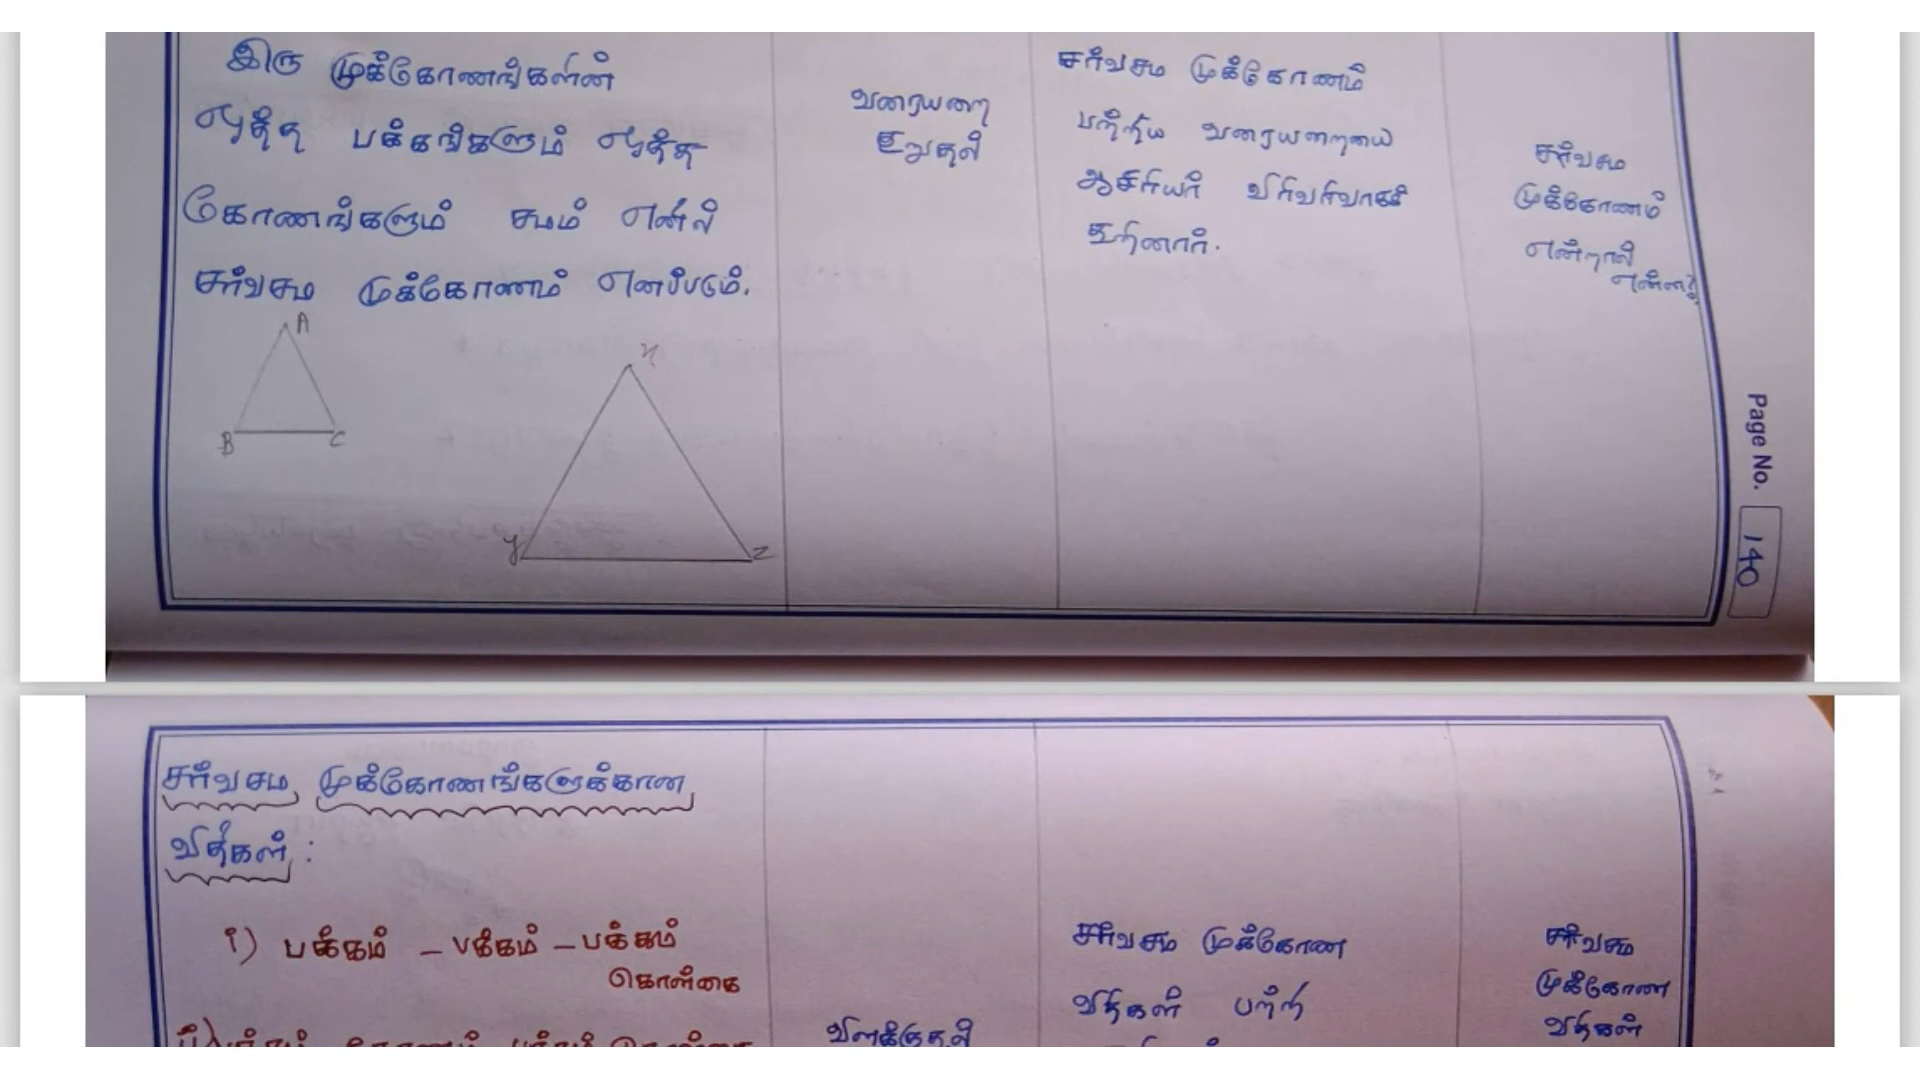 இரு முக்கோணங்களின்
ஒத்த பக்கங்களும் ஒத்த
கோணங்களும் சமம் எனில்
சர்வசம முக்கோணம் எனப்படும்.
A
B
C
X
Y
Z
வரையறை
கூறுதல்
சர்வசம முக்கோணம்
பற்றிய வரையறையை
ஆசிரியர் விரிவாகக்
கூறினார்.
சர்வசம
முக்கோணம்
என்றால்
என்ன?
Page No. 140
சர்வசம முக்கோணங்களுக்கான
விதிகள் :
i) பக்கம் - பக்கம் - பக்கம்
கொள்கை
விளக்குதல்
சர்வசம முக்கோண
விதிகள் பற்றி
சர்வசம
முக்கோண
விதிகள்